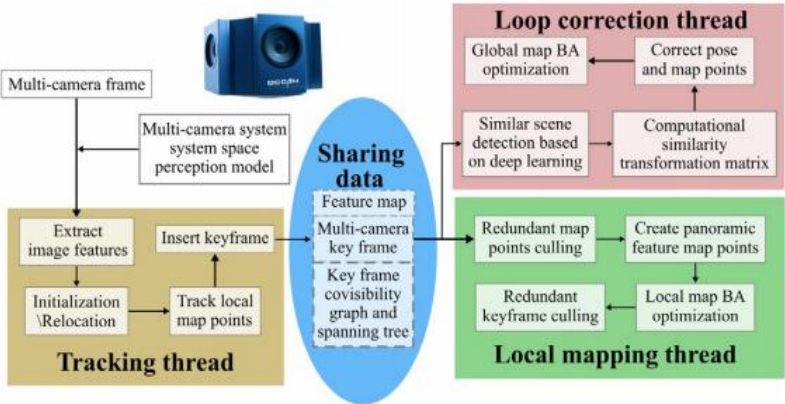 Multi-camera frame
Multi-camera system
system space
perception model
Extract
image features
Initialization
\Relocation
Track local
map points
Insert keyframe
Tracking thread
Sharing
data
Feature map
Multi-camera
key frame
Key frame
covisibility
graph and
spanning tree
Loop correction thread
Global map BA
optimization
Correct pose
and map points
Similar scene
detection based
on deep learning
Computational
similarity
transformation matrix
Redundant map
points culling
Create panoramic
feature map points
Redundant
keyframe culling
Local map BA
optimization
Local mapping thread